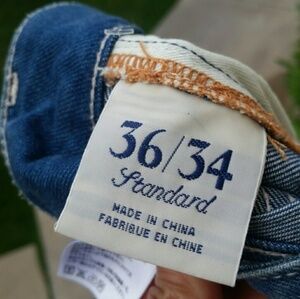 36/34
Standard
MADE IN CHINA
FABRIQUE EN CHINE